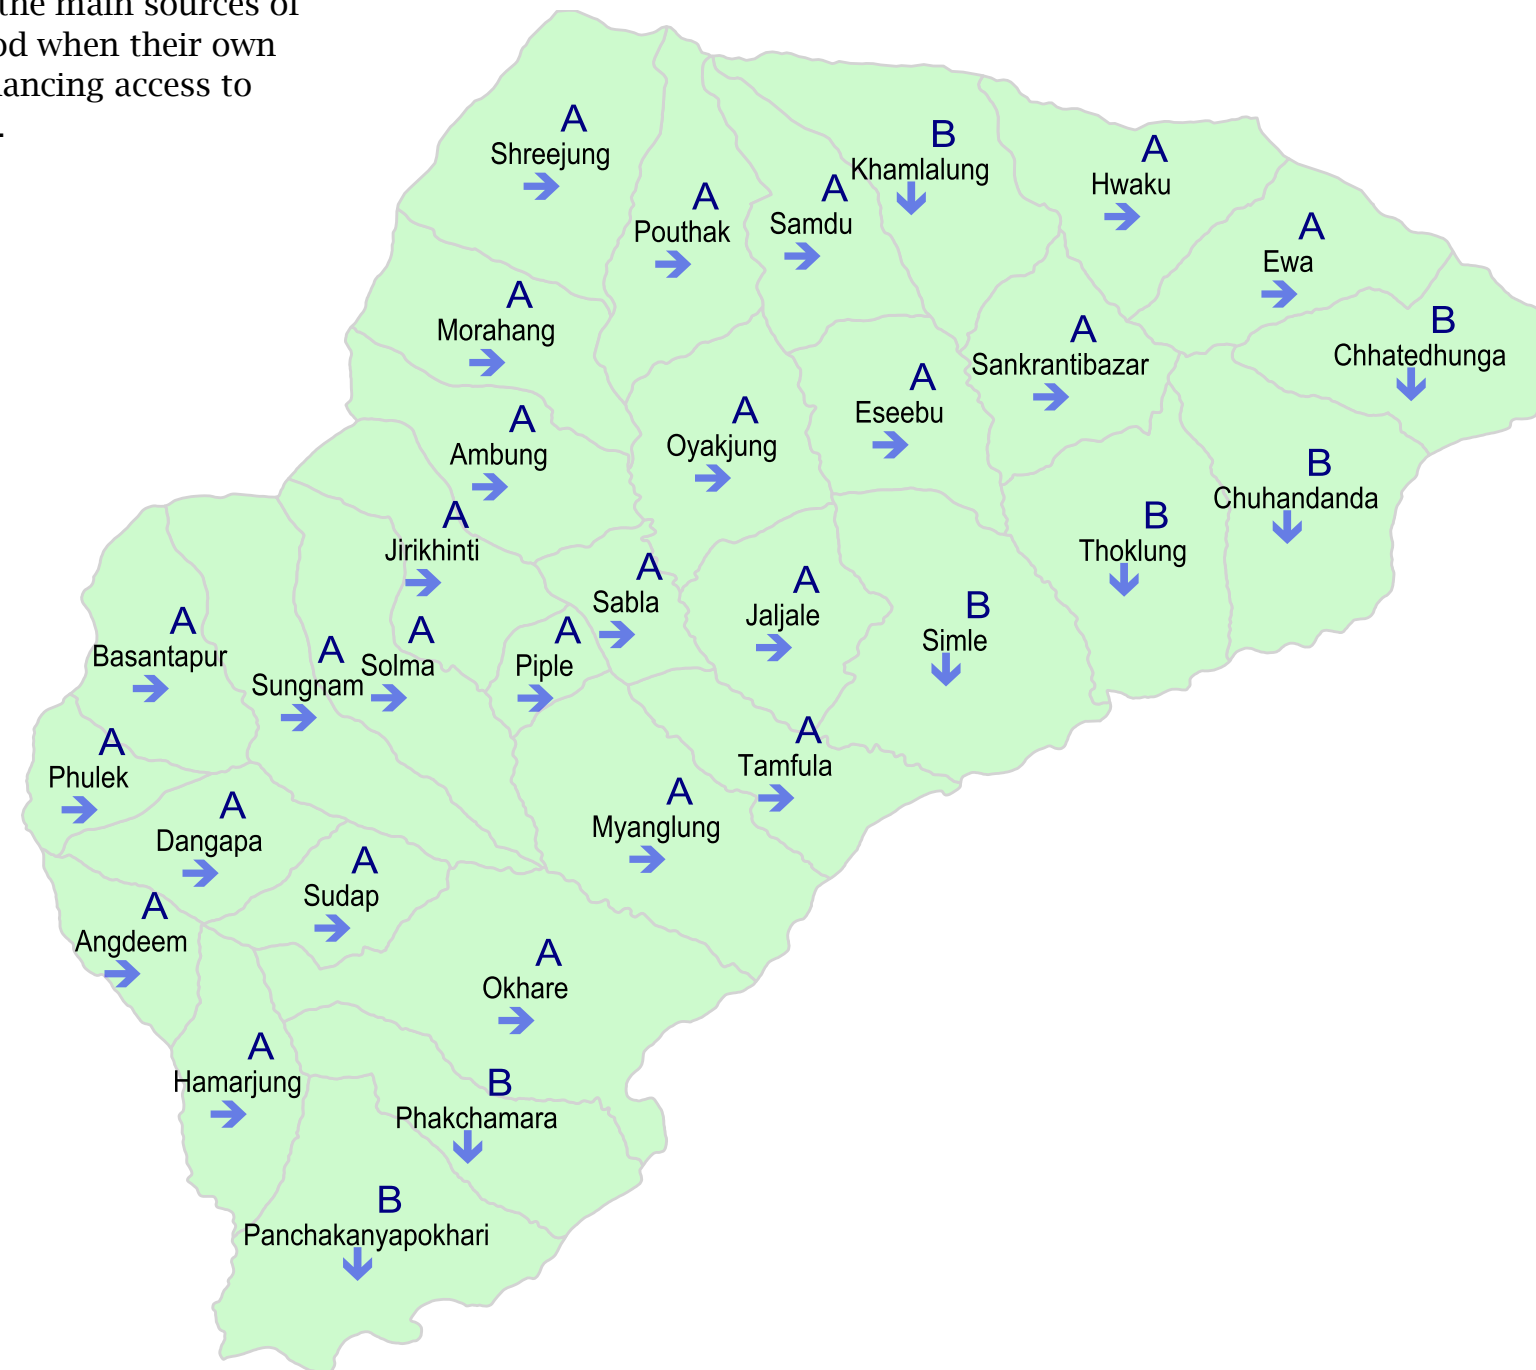 the main sources of
od when their own
ancing access to
.
A
Shreejung
B
Khamlalung
A
Hwaku
A
Pouthak
A
Samdu
A
Ewa
A
Morahang
B
Chhatedhunga
A
Sankrantibazar
A
Eseebu
A
Oyakjung
A
Ambung
B
Chuhandanda
A
Jirikhinti
B
Thoklung
A
Sabla
A
Jaljale
B
Simle
A
Basantapur
A
Sungnam
A
Solma
A
Piple
A
Phulek
A
Tamfula
A
Dangapa
A
Myanglung
A
Sudap
A
Angdeem
A
Okhare
A
Hamarjung
B
Phakchamara
B
Panchakanyapokhari